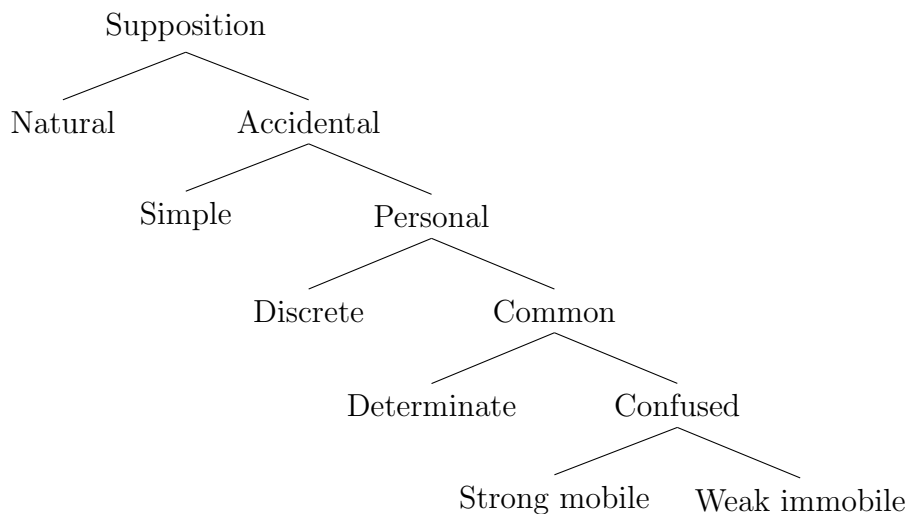 Supposition
Natural Accidental
Simple Personal
Discrete Common
Determinate Confused
Strong mobile Weak immobile